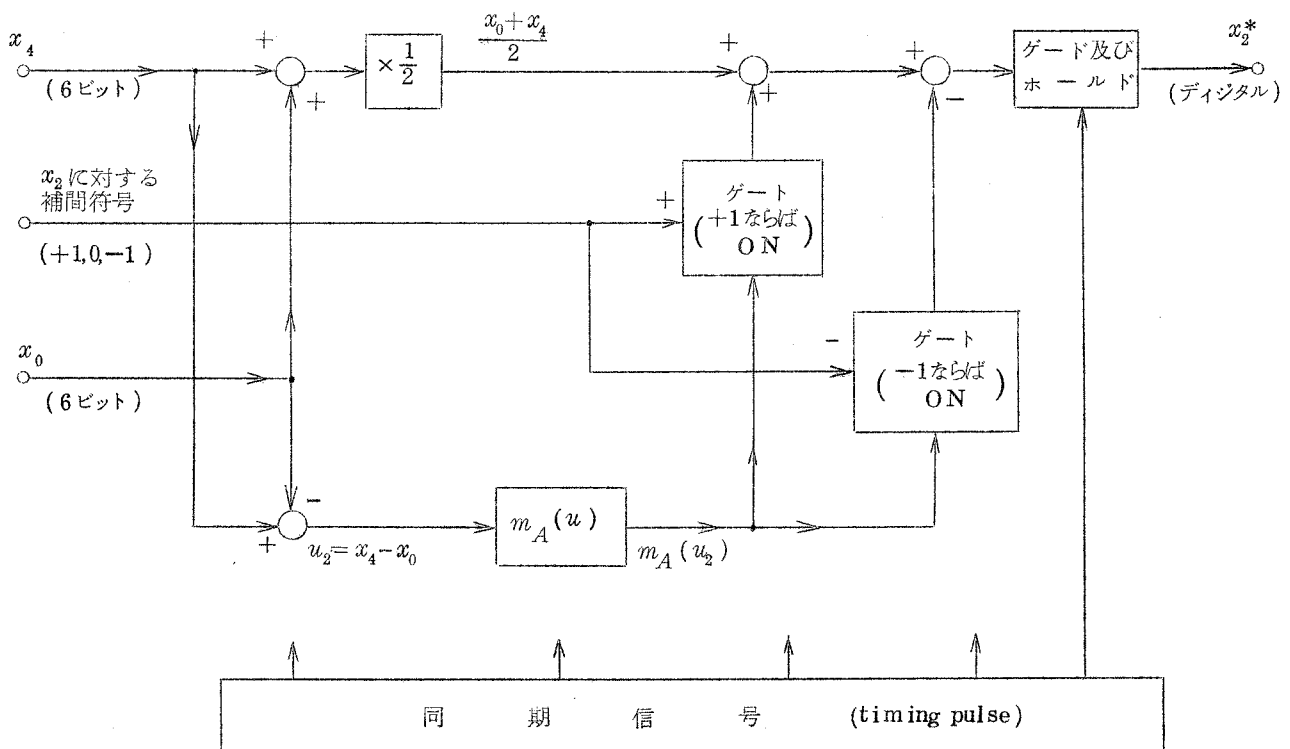 x₄
(6ビット)
+
+
× 1/2
(x₀+x₄)/2
+
+
+
−
ゲード及び
ホールド
x₂*
(ディジタル)
x₂に対する
補間符号
(+1,0,−1)
+
ゲート
(+1ならば
ON)
x₀
(6ビット)
−
ゲート
(−1ならば
ON)
−
+
u₂=x₄−x₀
m_A(u)
m_A(u₂)
同期信号 (timing pulse)